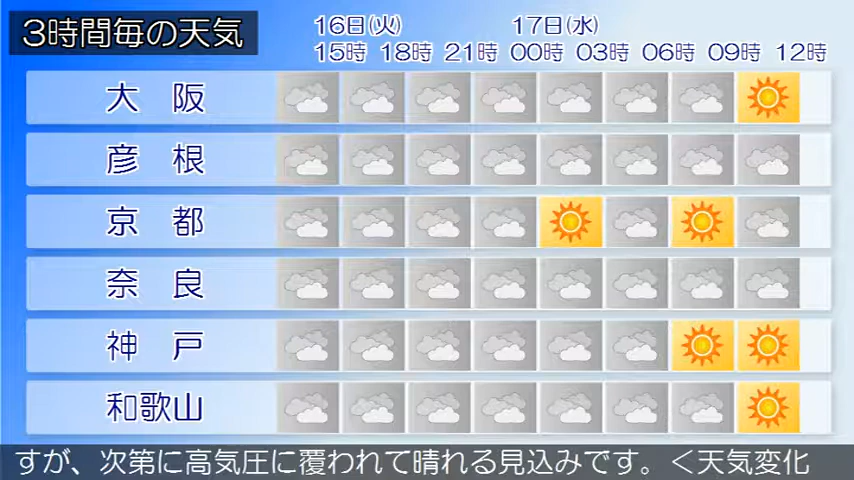 3時間毎の天気
16日(火) 17日(水)
15時 18時 21時 00時 03時 06時 09時 12時
大阪
彦根
京都
奈良
神戸
和歌山
すが、次第に高気圧に覆われて晴れる見込みです。＜天気変化